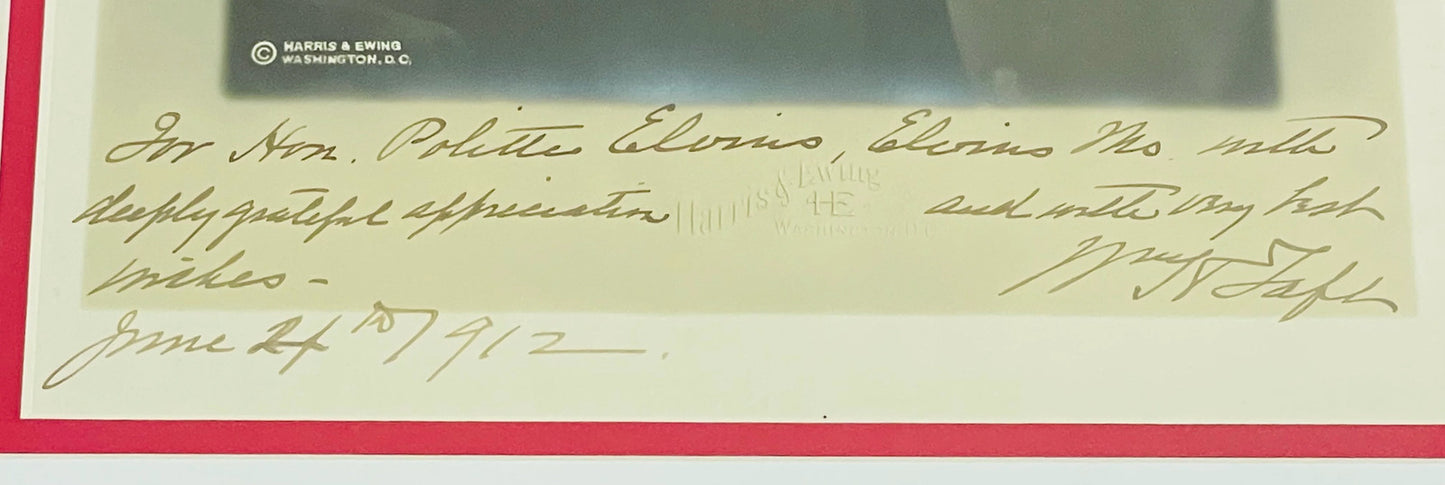 © HARRIS & EWING
WASHINGTON, D.C.
For Hon. Politte Elvins, Elvins Mo. with
deeply grateful appreciation and with very best
wishes -
Wm H Taft
June 24th 1912
Harris & Ewing
H&E
WASHINGTON, D.C.